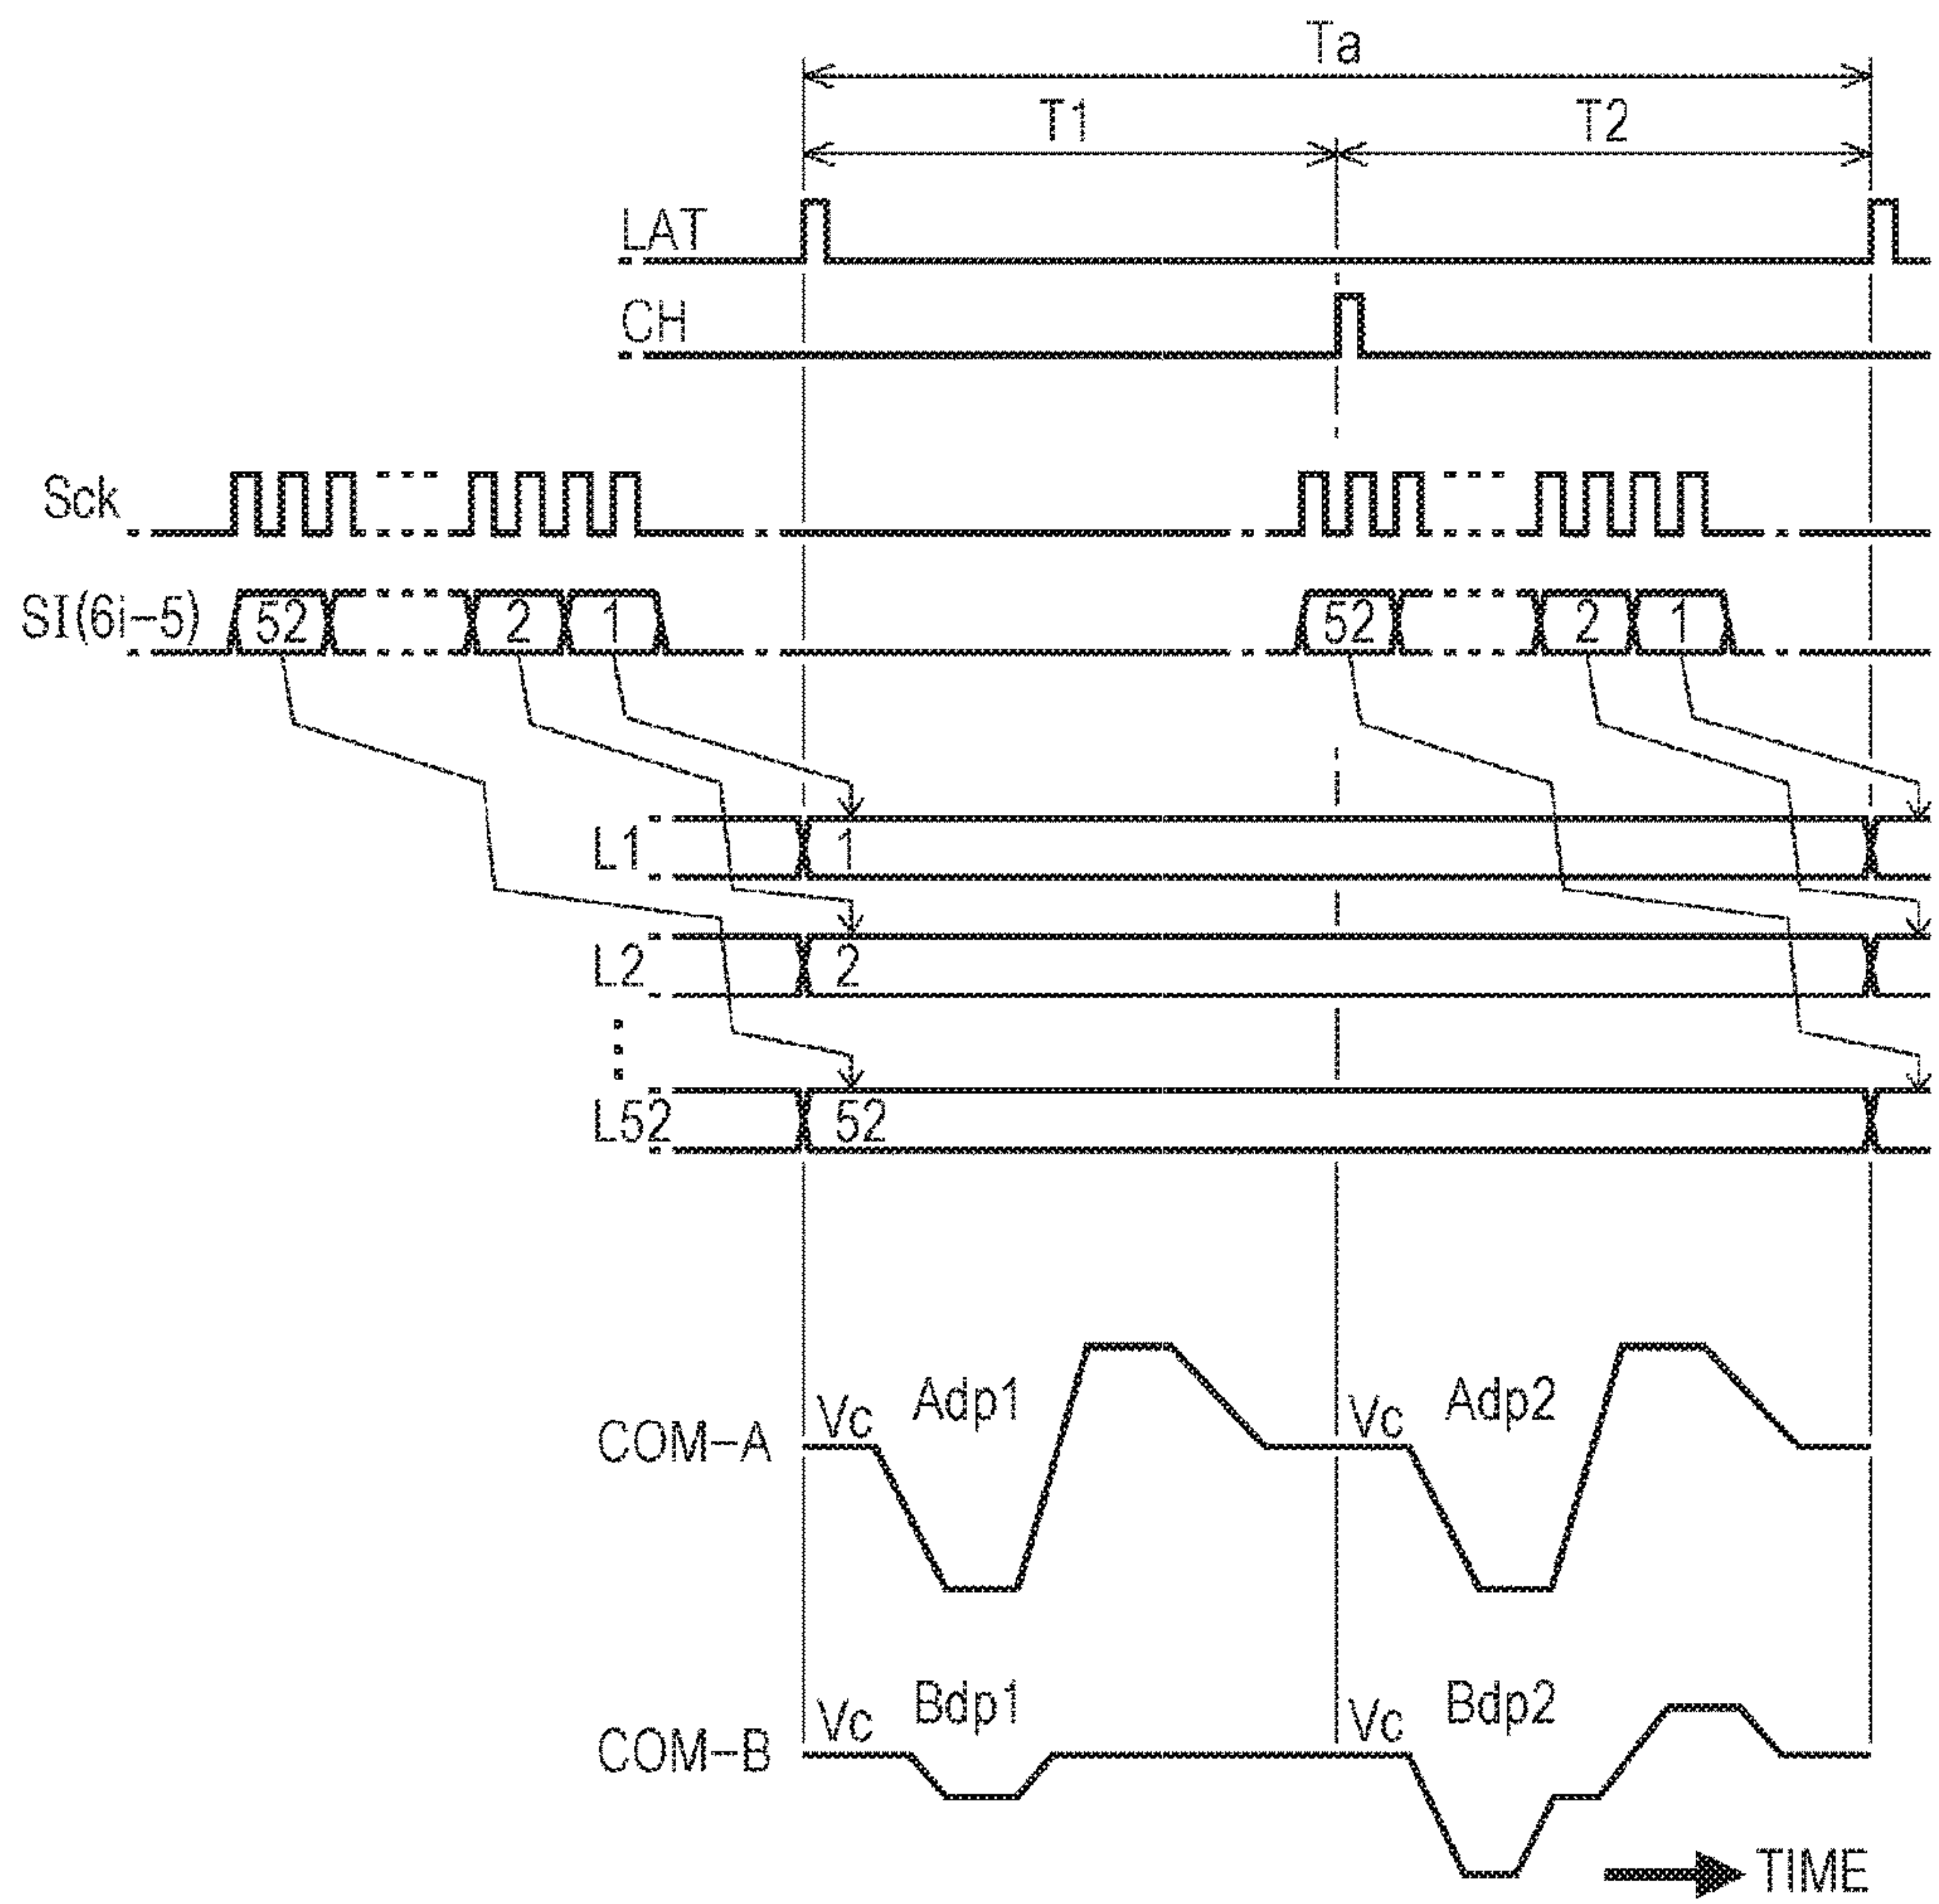 Ta
T1 T2
LAT
CH
Sck
SI(6i-5) 52 2 1 52 2 1
L1 1
L2 2
L52 52
COM-A Vc Adp1 Vc Adp2
COM-B Vc Bdp1 Vc Bdp2
TIME